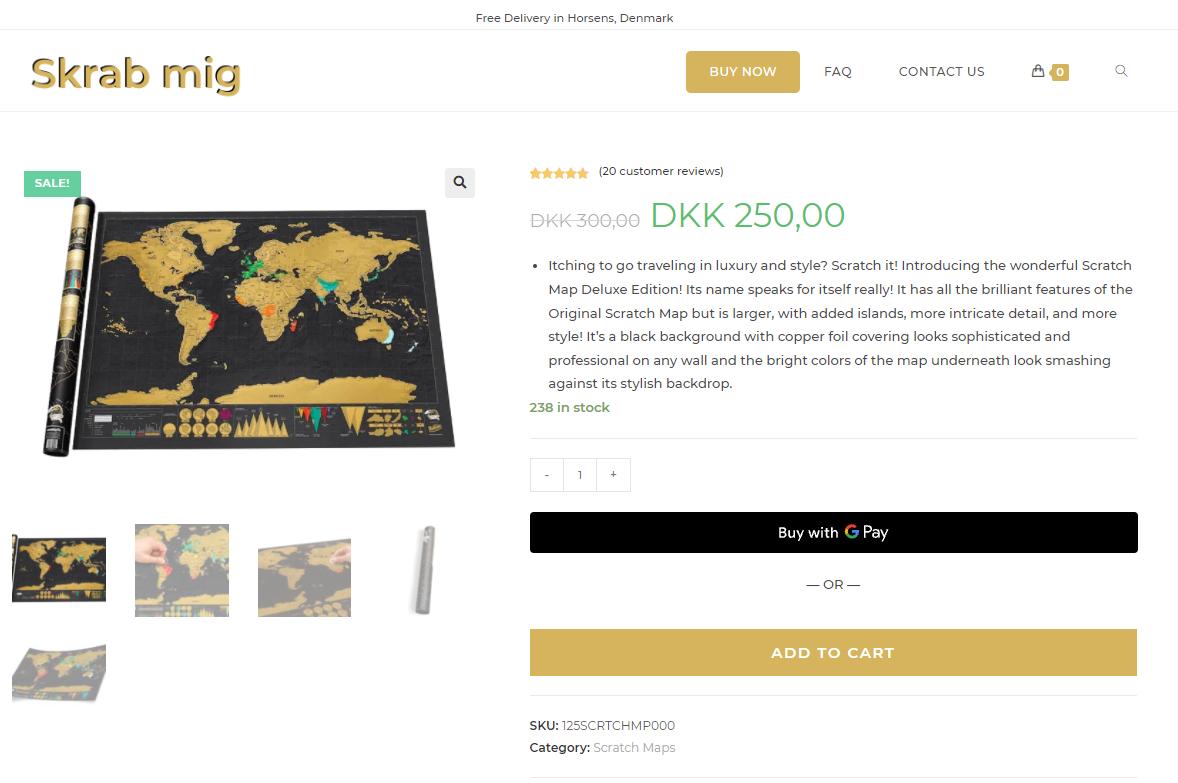 Free Delivery in Horsens, Denmark
Skrab mig
BUY NOW
FAQ
CONTACT US
0
SALE!
(20 customer reviews)
DKK 300,00 DKK 250,00
Itching to go traveling in luxury and style? Scratch it! Introducing the wonderful Scratch
Map Deluxe Edition! Its name speaks for itself really! It has all the brilliant features of the
Original Scratch Map but is larger, with added islands, more intricate detail, and more
style! It's a black background with copper foil covering looks sophisticated and
professional on any wall and the bright colors of the map underneath look smashing
against its stylish backdrop.
238 in stock
- 1 +
Buy with G Pay
— OR —
ADD TO CART
SKU: 125SCRTCHMP000
Category: Scratch Maps